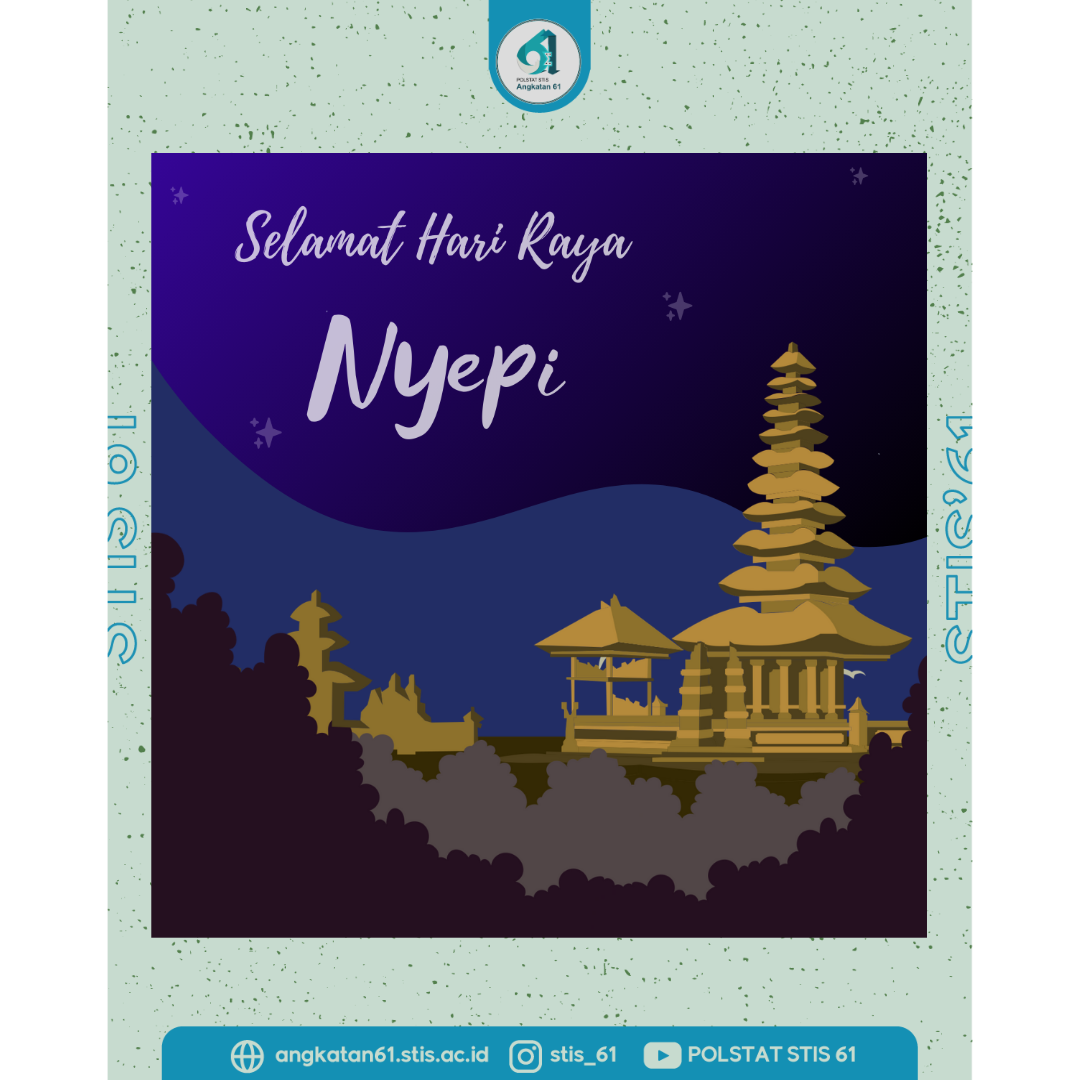 POLSTAT STIS
Angkatan 61
Selamat Hari Raya
Nyepi
STIS'61
STIS'61
angkatan61.stis.ac.id stis_61 POLSTAT STIS 61